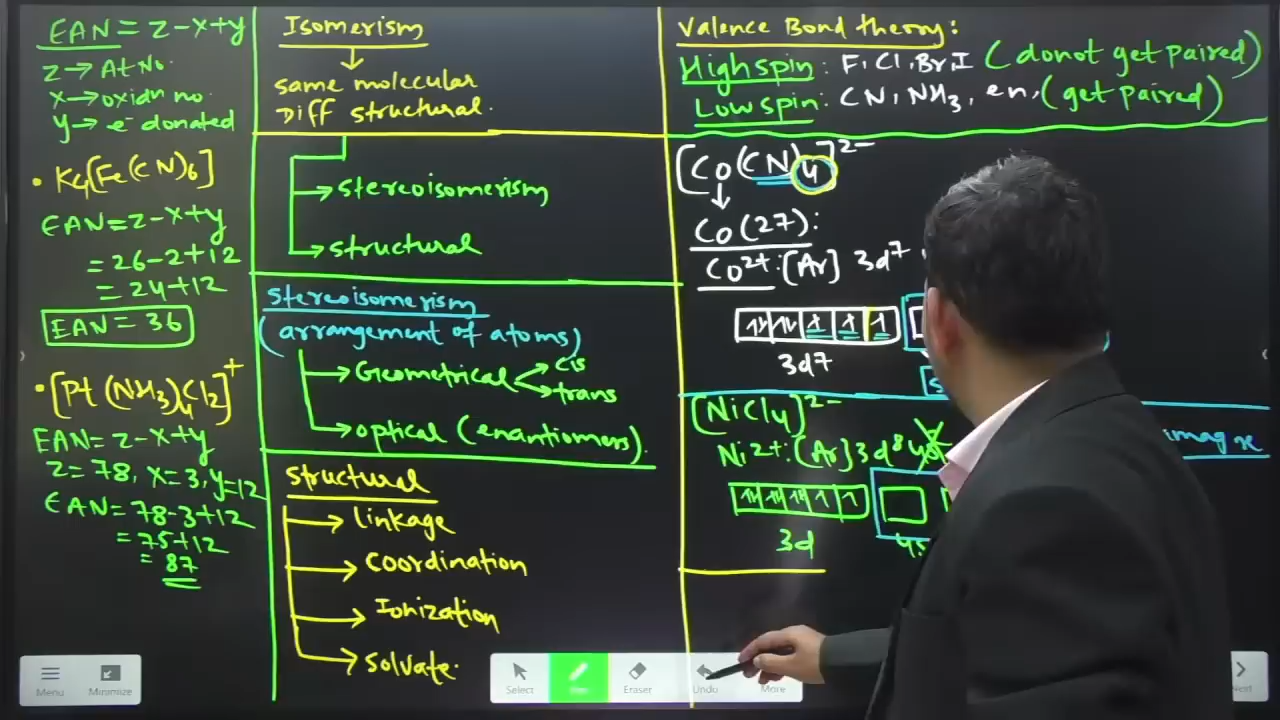 EAN = z-x+y
z → At No.
x → oxidn no.
y → e⁻ donated
• K₄[Fe(CN)₆]
EAN = z-x+y
= 26-2+12
= 24+12
EAN = 36
• [Pt (NH₃)₄Cl₂]⁺
EAN = z-x+y
z = 78, x = 3, y = 12
EAN = 78-3+12
= 75+12
= 87
Isomerism
same molecular
Diff structural.
→ stereoisomerism
→ structural
stereoisomerism
(arrangement of atoms)
→ Geometrical cis
trans
→ optical (enantiomers).
structural
→ linkage
→ Coordination
→ Ionization
→ solvate.
Valence Bond theory:
High spin : F, Cl, Br, I (donot get paired)
Low spin: CN, NH₃, en, (get paired)
[Co(CN)₄]²⁻
Co(27):
Co²⁺: [Ar] 3d⁷
3d7
[NiCl₄]²⁻
Ni²⁺: [Ar] 3d⁸
3d
Menu
Minimize
Select
Eraser
Undo
More